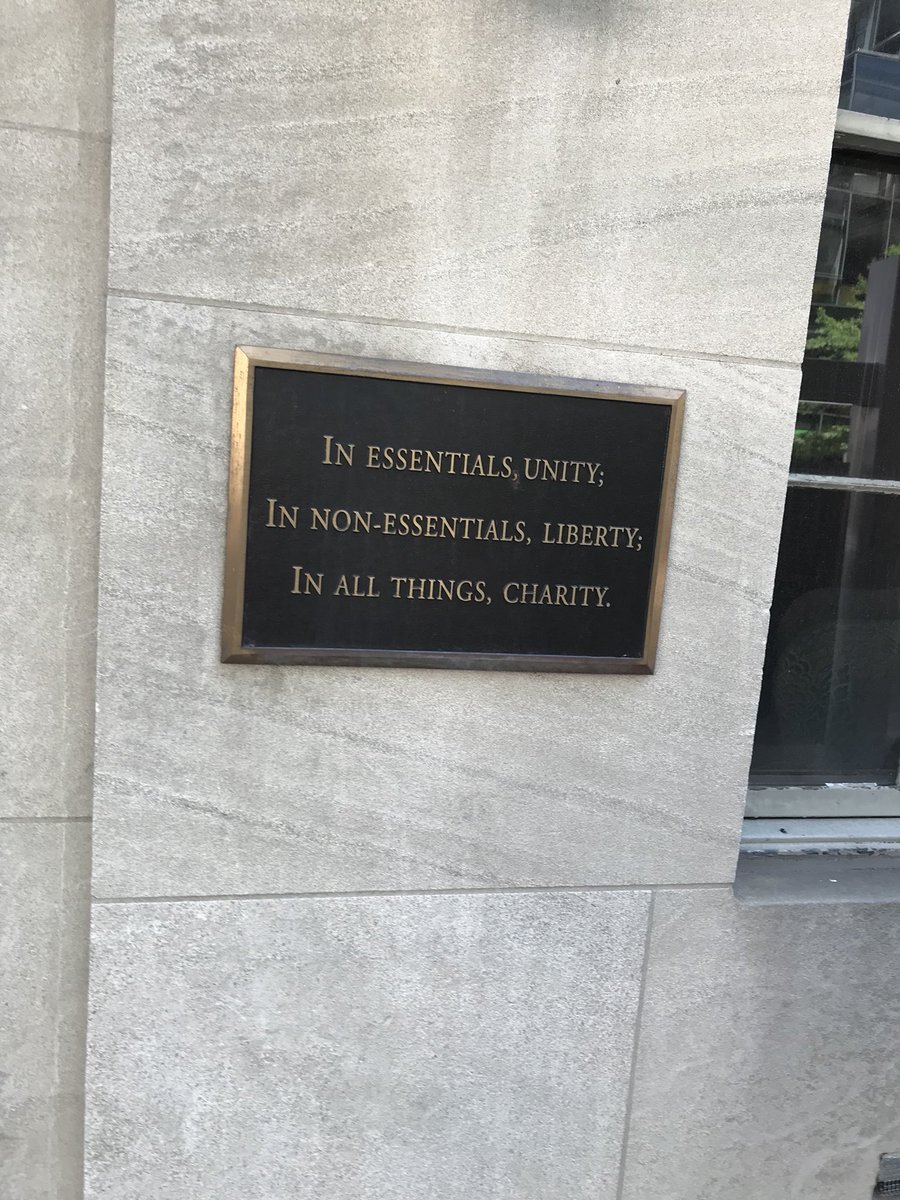 In essentials, unity;
In non-essentials, liberty;
In all things, charity.